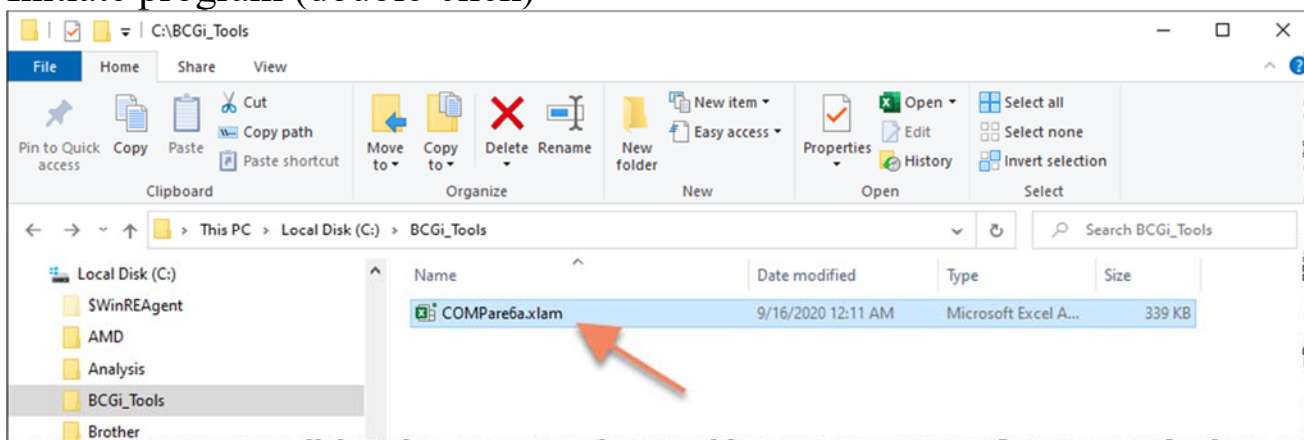 C:\BCGi_Tools
File Home Share View
Pin to Quick access
Copy
Paste
Cut
Copy path
Paste shortcut
Clipboard
Move to
Copy to
Delete
Rename
Organize
New folder
New item
Easy access
New
Properties
Open
Edit
History
Open
Select all
Select none
Invert selection
Select
This PC > Local Disk (C:) > BCGi_Tools
Search BCGi_Tools
Local Disk (C:)
$WinREAgent
AMD
Analysis
BCGi_Tools
Brother
Name Date modified Type Size
COMPare6a.xlam 9/16/2020 12:11 AM Microsoft Excel A... 339 KB